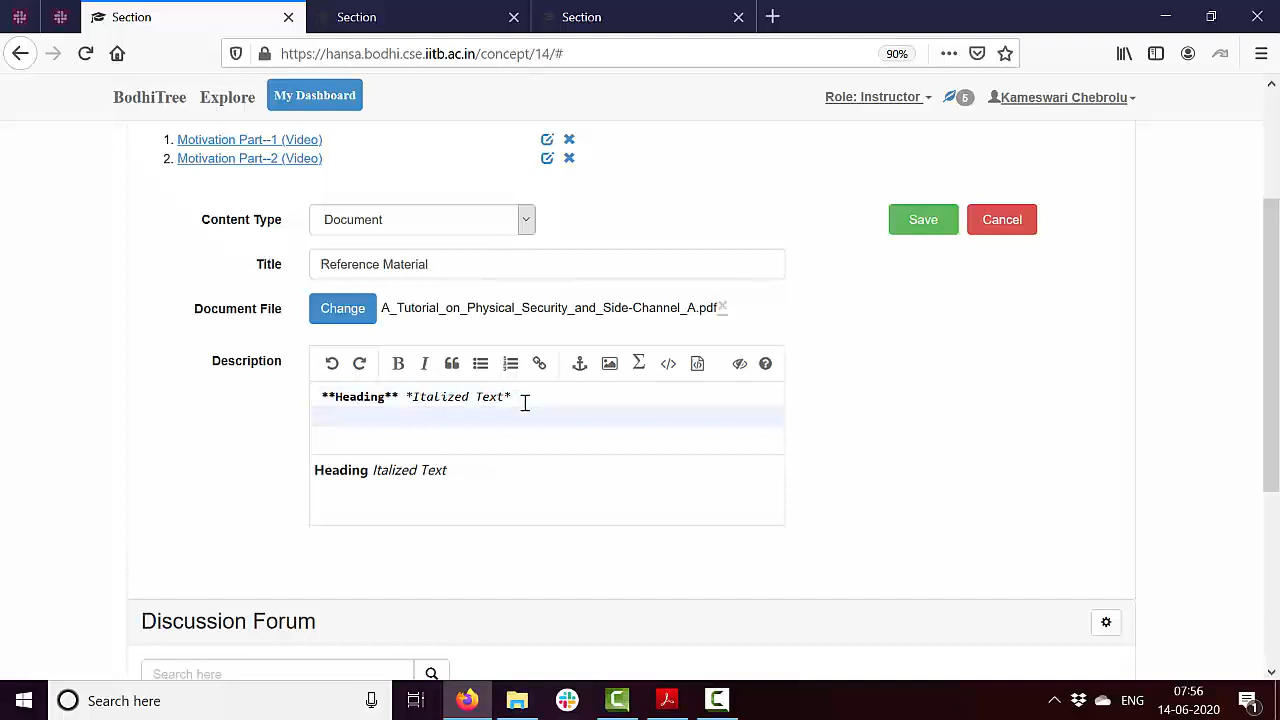 Section
Section
Section
https://hansa.bodhi.cse.iitb.ac.in/concept/14/#
90%
BodhiTree
Explore
My Dashboard
Role: Instructor
5
Kameswari Chebrolu
1. Motivation Part--1 (Video)
2. Motivation Part--2 (Video)
Content Type
Document
Save
Cancel
Title
Reference Material
Document File
Change
A_Tutorial_on_Physical_Security_and_Side-Channel_A.pdf
Description
**Heading** *Italized Text*
Heading Italized Text
Discussion Forum
Search here
Search here
ENG
07:56
14-06-2020
1